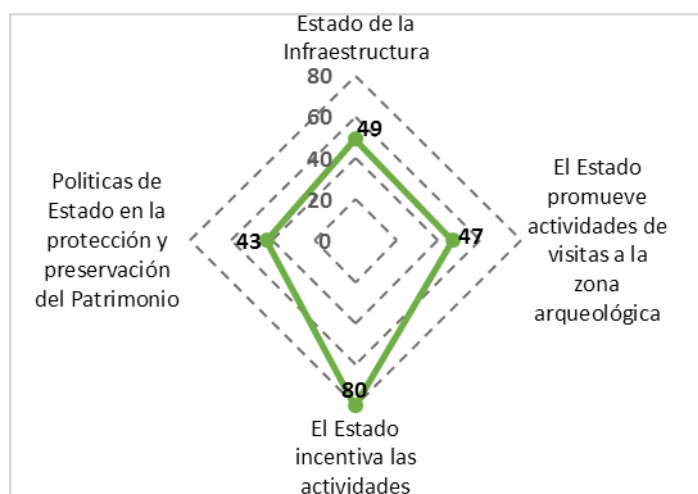 Estado de la
Infraestructura
80
60
40
20
0
49
El Estado
promueve
actividades de
visitas a la
zona
arqueológica
47
80
El Estado
incentiva las
actividades
Politicas de
Estado en la
protección y
preservación
del Patrimonio
43